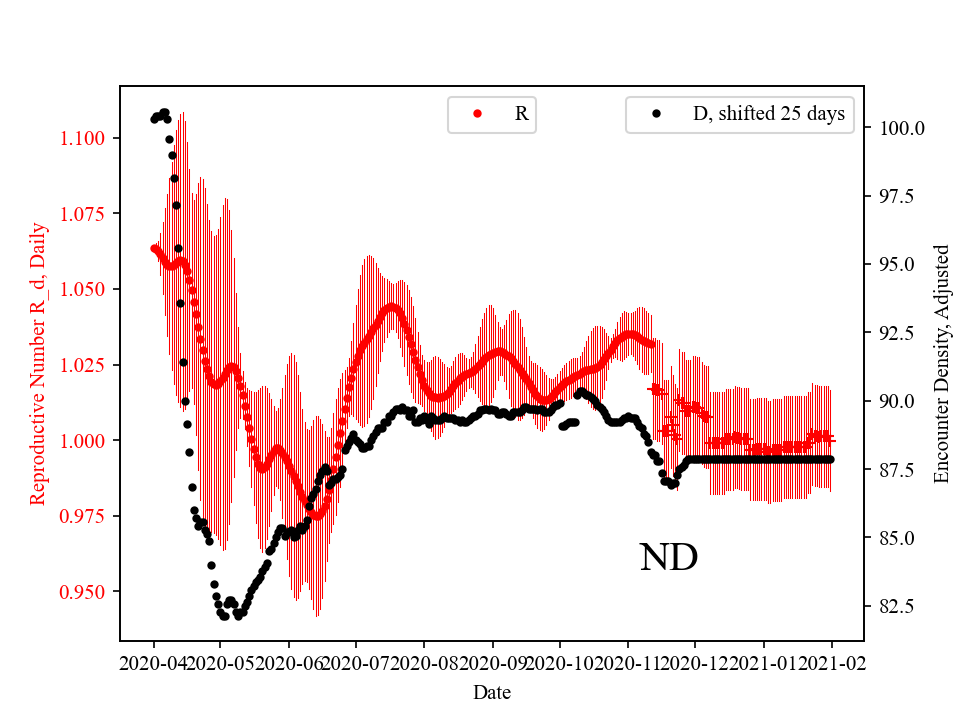 R
D, shifted 25 days
Reproductive Number R_d, Daily
1.100
1.075
1.050
1.025
1.000
0.975
0.950
100.0
97.5
95.0
92.5
90.0
87.5
85.0
82.5
Encounter Density, Adjusted
ND
2020-04 2020-05 2020-06 2020-07 2020-08 2020-09 2020-10 2020-11 2020-12 2021-01 2021-02
Date